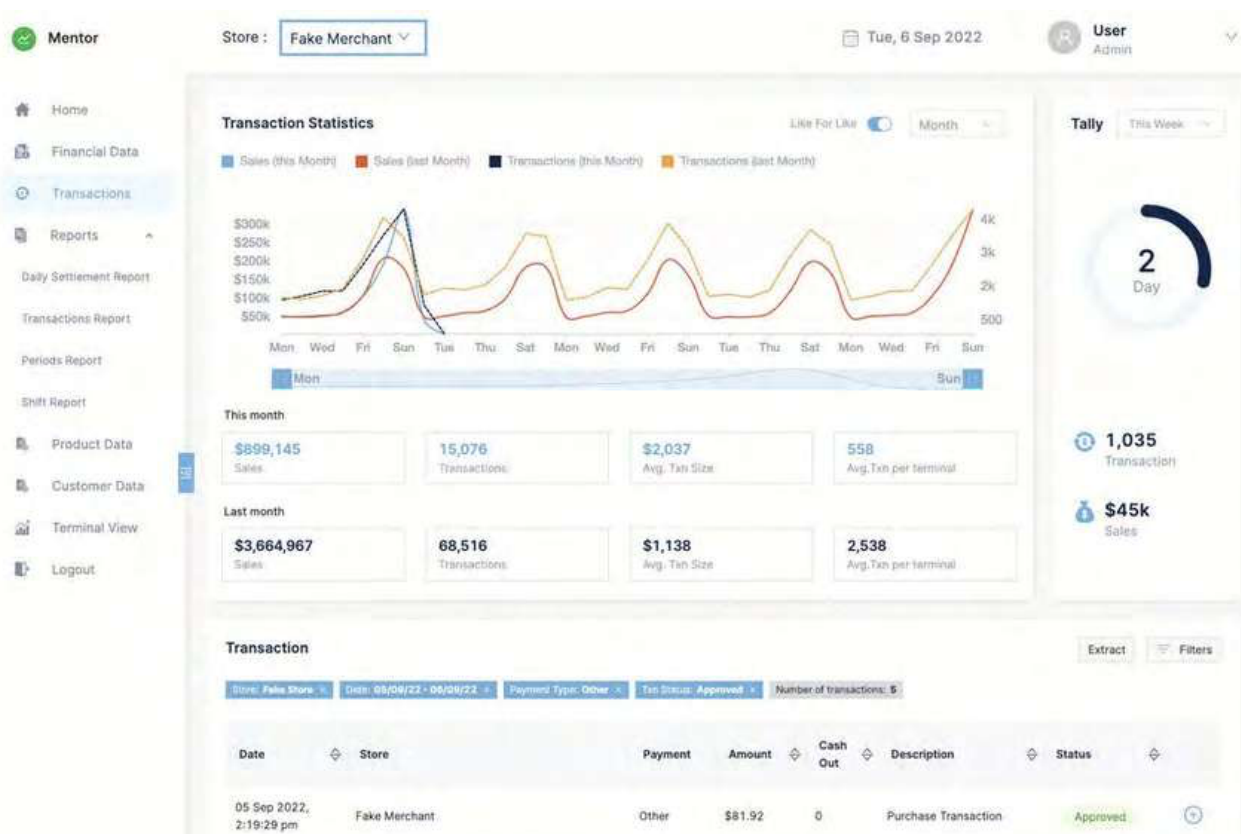 Mentor
Store :
Fake Merchant
Tue, 6 Sep 2022
User
Admin
Home
Financial Data
Transactions
Reports
Daily Settlement Report
Transactions Report
Periods Report
Shift Report
Product Data
Customer Data
Terminal View
Logout
Transaction Statistics
Like For Like
Month
Sales (this Month)
Sales (last Month)
Transactions (this Month)
Transactions (last Month)
$300k
$250k
$200k
$150k
$100k
$50k
4k
3k
2k
500
Mon Wed Fri Sun Tue Thu Sat Mon Wed Fri Sun Tue Thu Sat Mon Wed Fri Sun
Mon Sun
This month
$899,145
Sales
15,076
Transactions
$2,037
Avg. Txn Size
558
Avg.Txn per terminal
Last month
$3,664,967
Sales
68,516
Transactions
$1,138
Avg. Txn Size
2,538
Avg.Txn per terminal
Tally
This Week
2
Day
1,035
Transaction
$45k
Sales
Transaction
Extract
Filters
Store: Fake Store ×
Date: 05/09/22 - 06/09/22 ×
Payment Type: Other ×
Txn Status: Approved ×
Number of transactions: 5
Date Store Payment Amount Cash Out Description Status
05 Sep 2022,
2:19:29 pm
Fake Merchant Other $81.92 0 Purchase Transaction Approved